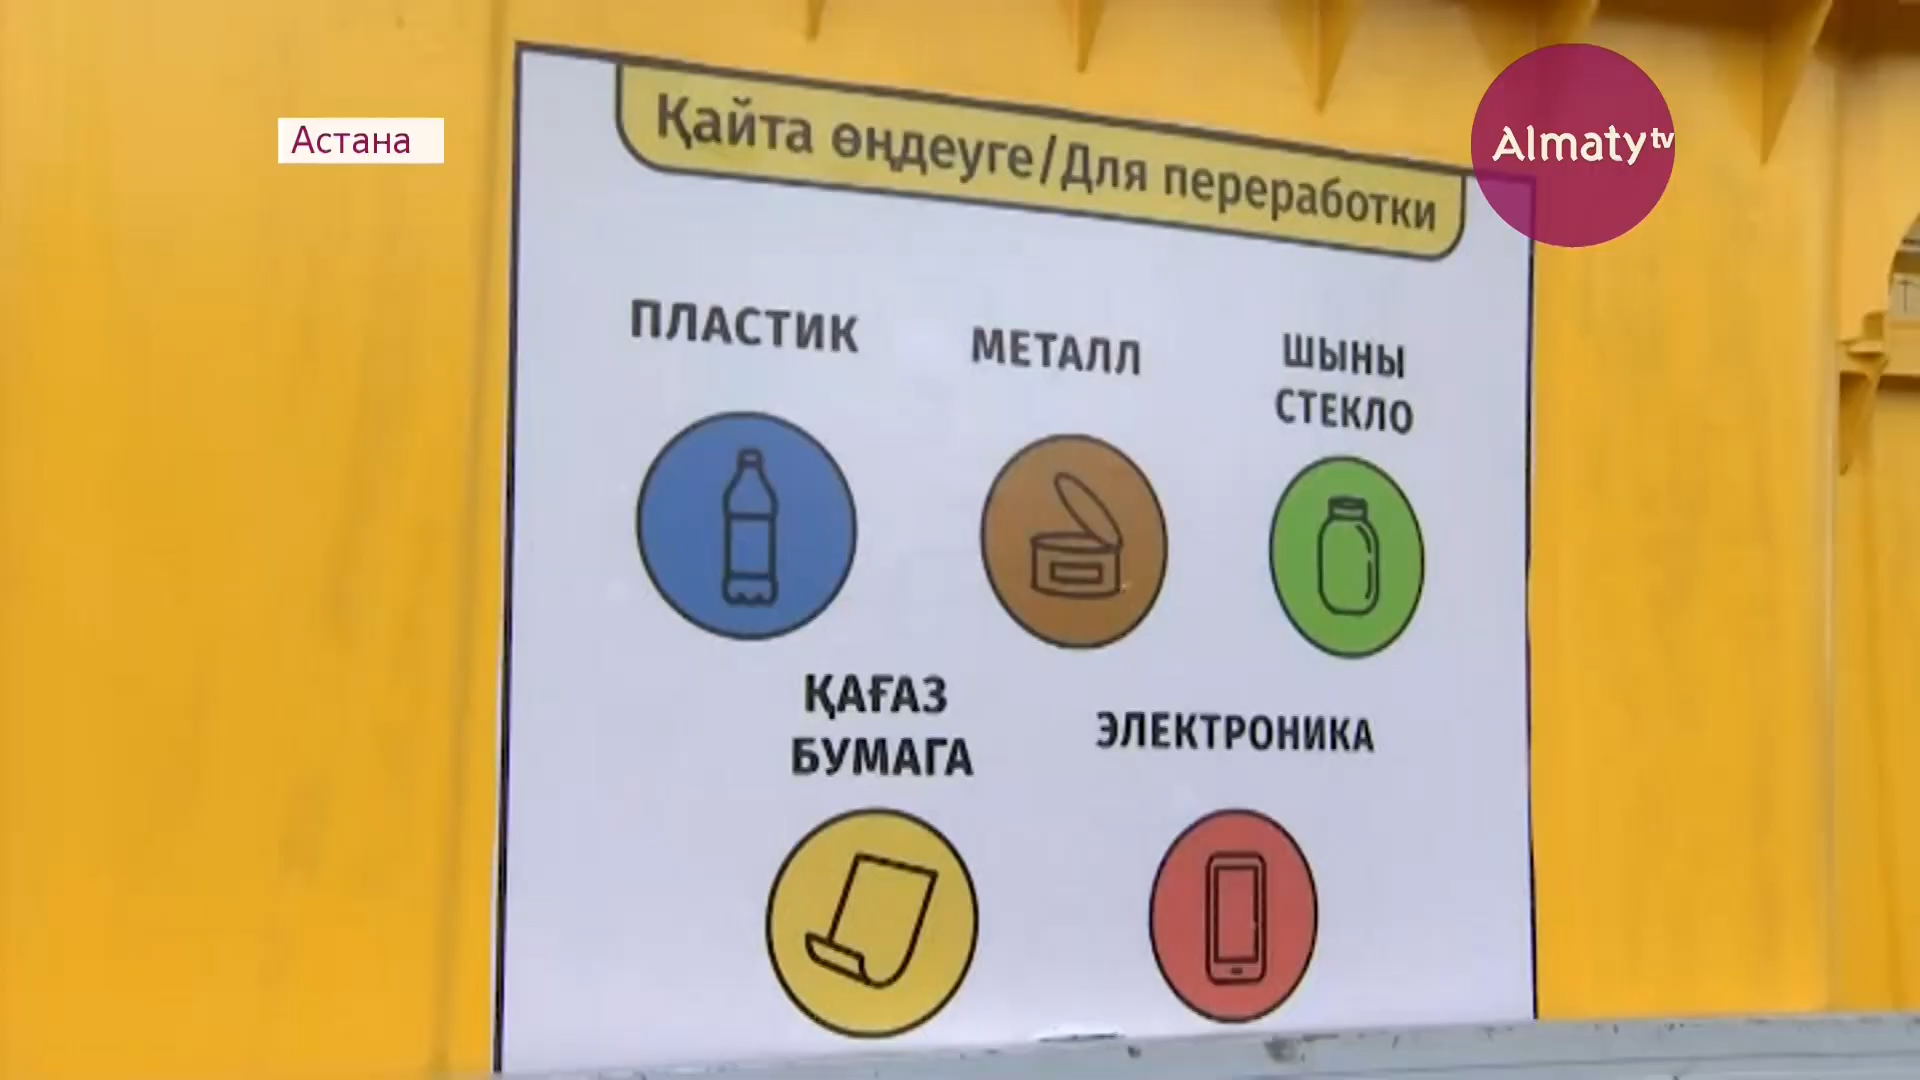 Астана
Almaty tv
Қайта өңдеуге/Для переработки
ПЛАСТИК
МЕТАЛЛ
ШЫНЫ
СТЕКЛО
ҚАҒАЗ
БУМАГА
ЭЛЕКТРОНИКА